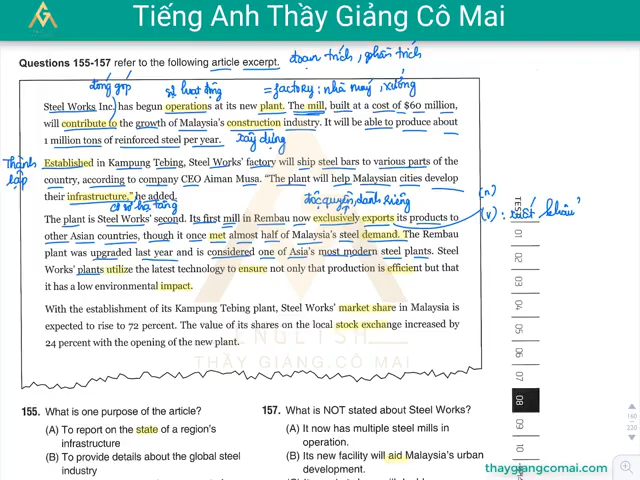 Tiếng Anh Thầy Giảng Cô Mai
Questions 155-157 refer to the following article excerpt. đoạn trích, phần trích
đóng góp sự hoạt động = factory: nhà máy, xưởng
Steel Works Inc. has begun operations at its new plant. The mill, built at a cost of $60 million,
will contribute to the growth of Malaysia's construction industry. It will be able to produce about
1 million tons of reinforced steel per year. xây dựng
Thành lập
Established in Kampung Tebing, Steel Works' factory will ship steel bars to various parts of the
country, according to company CEO Aiman Musa. "The plant will help Malaysian cities develop
their infrastructure," he added.
cơ sở hạ tầng độc quyền, dành riêng
(n)
(v): xuất khẩu
The plant is Steel Works' second. Its first mill in Rembau now exclusively exports its products to
other Asian countries, though it once met almost half of Malaysia's steel demand. The Rembau
plant was upgraded last year and is considered one of Asia's most modern steel plants. Steel
Works' plants utilize the latest technology to ensure not only that production is efficient but that
it has a low environmental impact.
With the establishment of its Kampung Tebing plant, Steel Works' market share in Malaysia is
expected to rise to 72 percent. The value of its shares on the local stock exchange increased by
24 percent with the opening of the new plant.
ENGLISH
THẦY GIẢNG.CÔ MAI
155. What is one purpose of the article?
(A) To report on the state of a region's
infrastructure
(B) To provide details about the global steel
industry
157. What is NOT stated about Steel Works?
(A) It now has multiple steel mills in
operation.
(B) Its new facility will aid Malaysia's urban
development.
TEST
01
02
03
04
05
06
07
08
09
10
160
220
thaygiangcomai.com